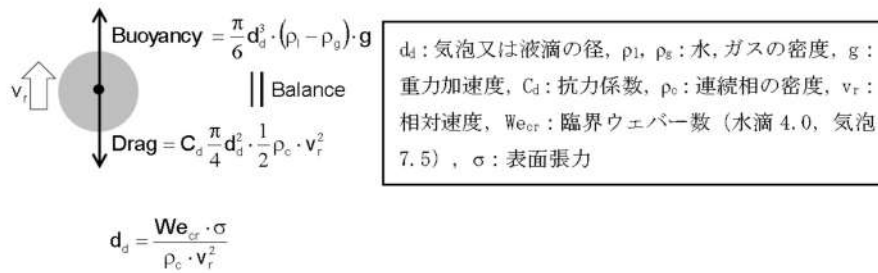 Buoyancy = π/6 d_d^3 · (ρ_l − ρ_g) · g
v_r
|| Balance
Drag = C_d π/4 d_d^2 · 1/2 ρ_c · v_r^2
d_d = We_cr · σ / ρ_c · v_r^2
d_d：気泡又は液滴の径, ρ_l, ρ_g：水,ガスの密度, g：
重力加速度, C_d：抗力係数, ρ_c：連続相の密度, v_r：
相対速度, We_cr：臨界ウェバー数（水滴 4.0, 気泡
7.5）, σ：表面張力